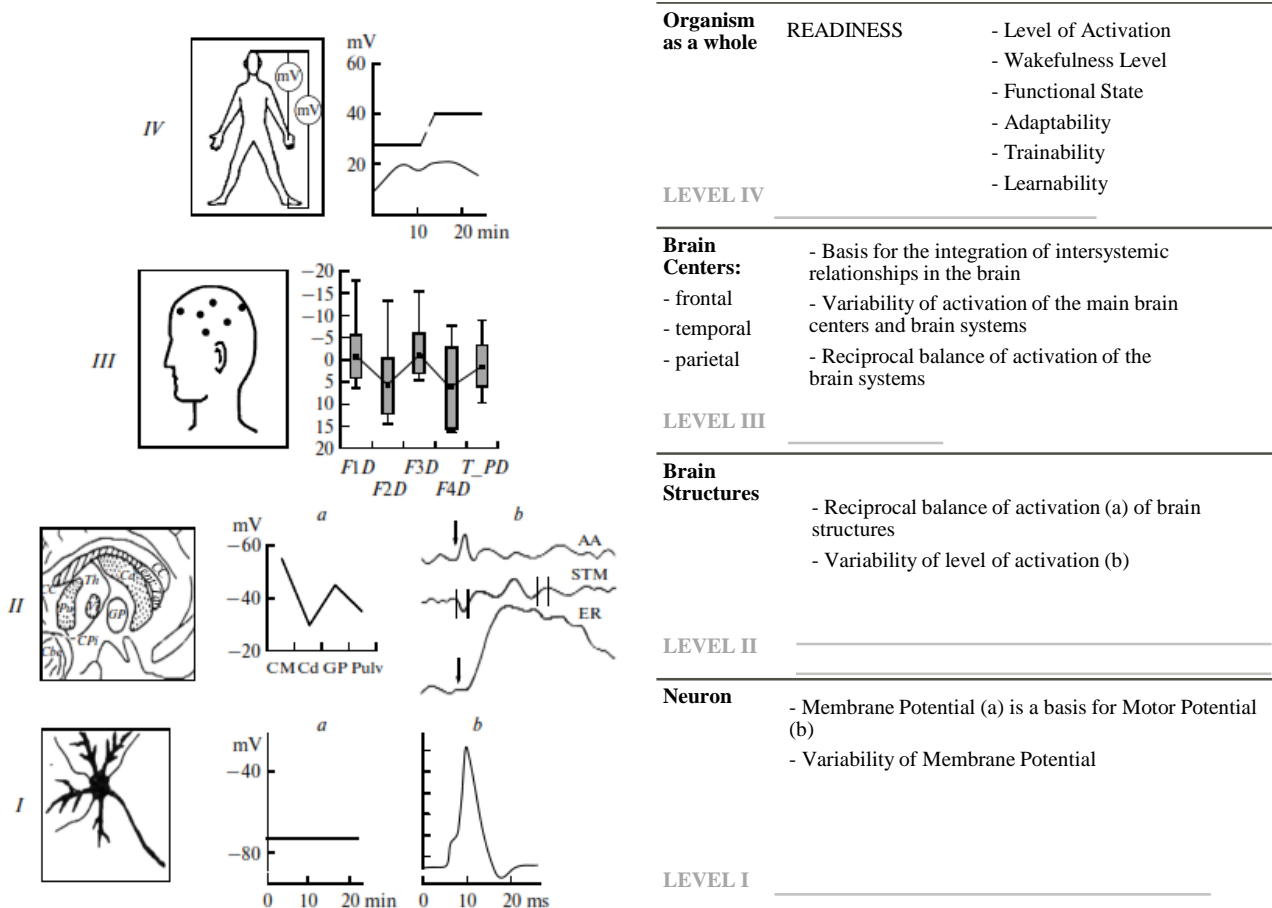 mV
60
40
20
10
20 min
IV
mV
mV
Organism
as a whole
READINESS
- Level of Activation
- Wakefulness Level
- Functional State
- Adaptability
- Trainability
- Learnability
LEVEL IV
III
−20
−15
−10
−5
0
5
10
15
20
F1D
F2D
F3D
F4D
T_PD
Brain
Centers:
- frontal
- temporal
- parietal
- Basis for the integration of intersystemic
relationships in the brain
- Variability of activation of the main brain
centers and brain systems
- Reciprocal balance of activation of the
brain systems
LEVEL III
II
CC
Th
Cd
CC
Pu
GP
CPi
Cbc
a
mV
−60
−40
−20
CM Cd GP Pulv
b
AA
STM
ER
Brain
Structures
- Reciprocal balance of activation (a) of brain
structures
- Variability of level of activation (b)
LEVEL II
I
a
mV
−40
−80
0 10 20 min
b
0 10 20 ms
Neuron
- Membrane Potential (a) is a basis for Motor Potential
(b)
- Variability of Membrane Potential
LEVEL I